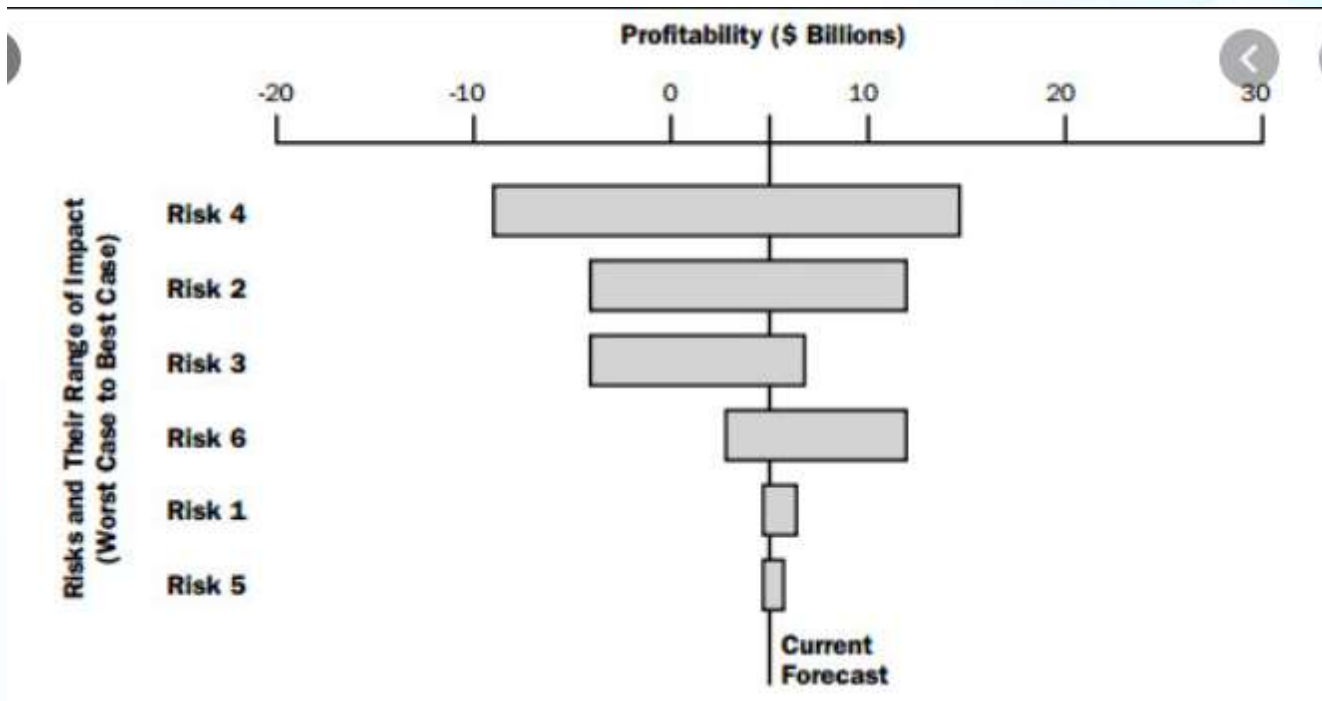 Profitability ($ Billions)
-20 -10 0 10 20 30
Risks and Their Range of Impact
(Worst Case to Best Case)
Risk 4
Risk 2
Risk 3
Risk 6
Risk 1
Risk 5
Current
Forecast